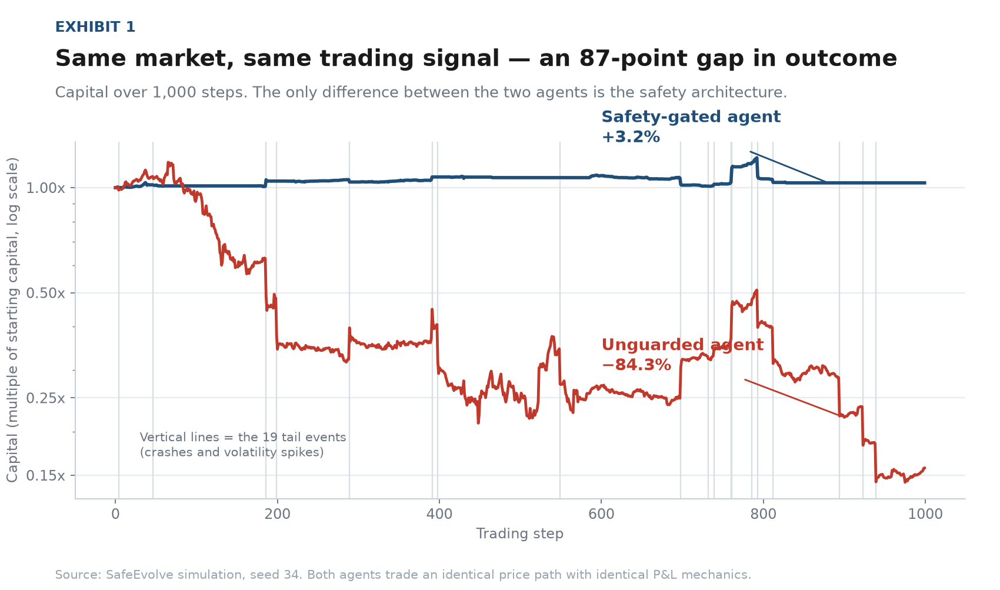 EXHIBIT 1
Same market, same trading signal — an 87-point gap in outcome
Capital over 1,000 steps. The only difference between the two agents is the safety architecture.
Safety-gated agent
+3.2%
Capital (multiple of starting capital, log scale)
1.00x
0.50x
0.25x
0.15x
Unguarded agent
−84.3%
Vertical lines = the 19 tail events
(crashes and volatility spikes)
0
200
400
600
800
1000
Trading step
Source: SafeEvolve simulation, seed 34. Both agents trade an identical price path with identical P&L mechanics.